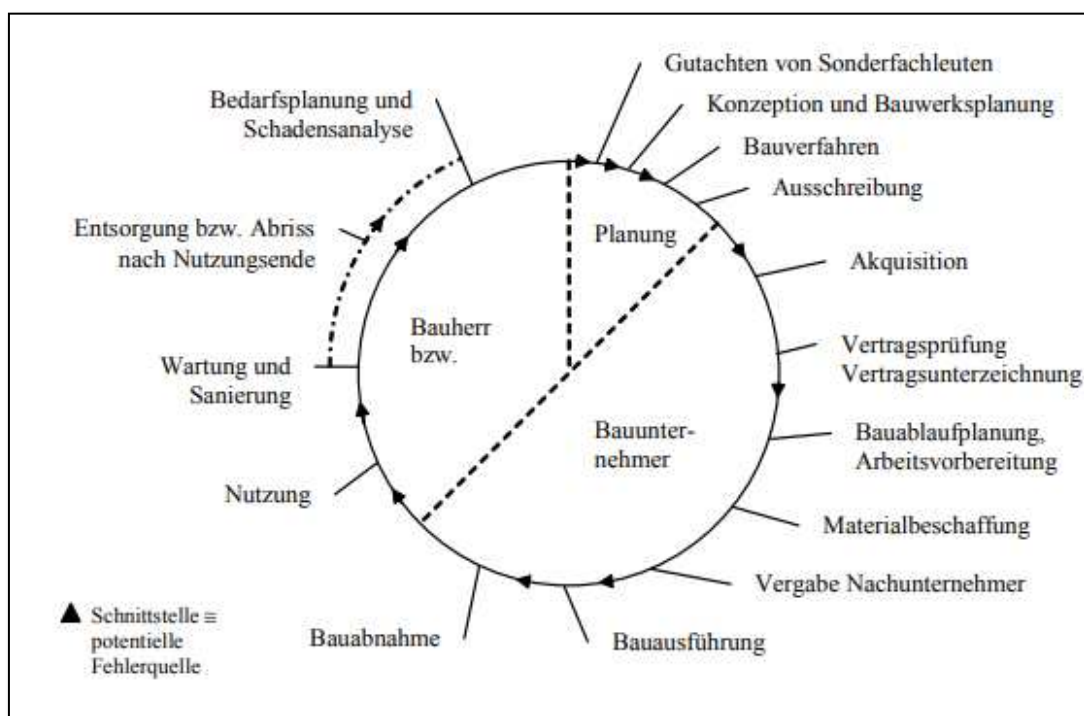 Gutachten von Sonderfachleuten
Konzeption und Bauwerksplanung
Bauverfahren
Ausschreibung
Akquisition
Vertragsprüfung
Vertragsunterzeichnung
Bauablaufplanung,
Arbeitsvorbereitung
Materialbeschaffung
Vergabe Nachunternehmer
Bauausführung
Bauabnahme
Nutzung
Wartung und
Sanierung
Entsorgung bzw. Abriss
nach Nutzungsende
Bedarfsplanung und
Schadensanalyse
Planung
Bauherr
bzw.
Bauunter-
nehmer
Schnittstelle ≅
potentielle
Fehlerquelle